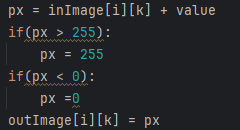 px = inImage[i][k] + value
if(px > 255):
    px = 255
if(px < 0):
    px =0
outImage[i][k] = px